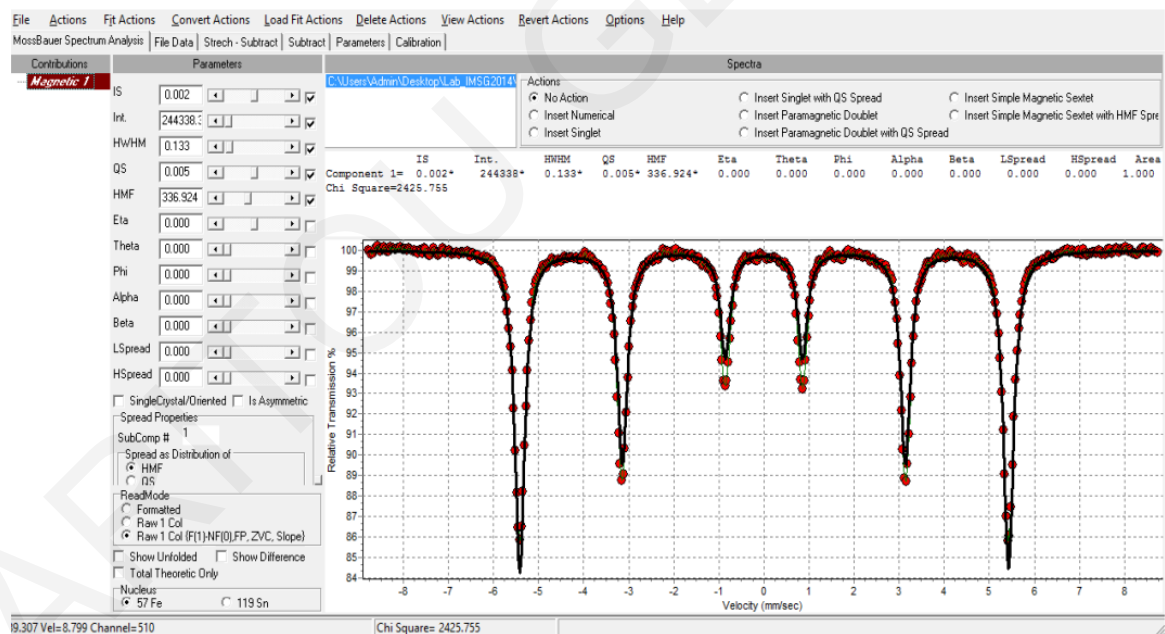 File Actions Fit Actions Convert Actions Load Fit Actions Delete Actions View Actions Revert Actions Options Help
MossBauer Spectrum Analysis File Data Strech - Subtract Subtract Parameters Calibration
Contributions Parameters Spectra
Magnetic 1
IS 0.002
Int. 244338.3
HWHM 0.133
QS 0.005
HMF 336.924
Eta 0.000
Theta 0.000
Phi 0.000
Alpha 0.000
Beta 0.000
LSpread 0.000
HSpread 0.000
SingleCrystal/Oriented Is Asymmetric
Spread Properties
SubComp # 1
Spread as Distribution of
HMF
QS
ReadMode
Formatted
Raw 1 Col
Raw 1 Col {F(1)-NF(0),FP, ZVC, Slope}
Show Unfolded Show Difference
Total Theoretic Only
Nucleus
57 Fe 119 Sn
C:\Users\Admin\Desktop\Lab_IMSG2014\
Actions
No Action Insert Singlet with QS Spread Insert Simple Magnetic Sextet
Insert Numerical Insert Paramagnetic Doublet Insert Simple Magnetic Sextet with HMF Spre
Insert Singlet Insert Paramagnetic Doublet with QS Spread
IS Int. HWHM QS HMF Eta Theta Phi Alpha Beta LSpread HSpread Area
Component 1= 0.002* 244338* 0.133* 0.005* 336.924* 0.000 0.000 0.000 0.000 0.000 0.000 0.000 1.000
Chi Square=2425.755
Relative Transmission %
100
99
98
97
96
95
94
93
92
91
90
89
88
87
86
85
84
-8 -7 -6 -5 -4 -3 -2 -1 0 1 2 3 4 5 6 7 8
Velocity (mm/sec)
39.307 Vel=8.799 Channel=510 Chi Square= 2425.755